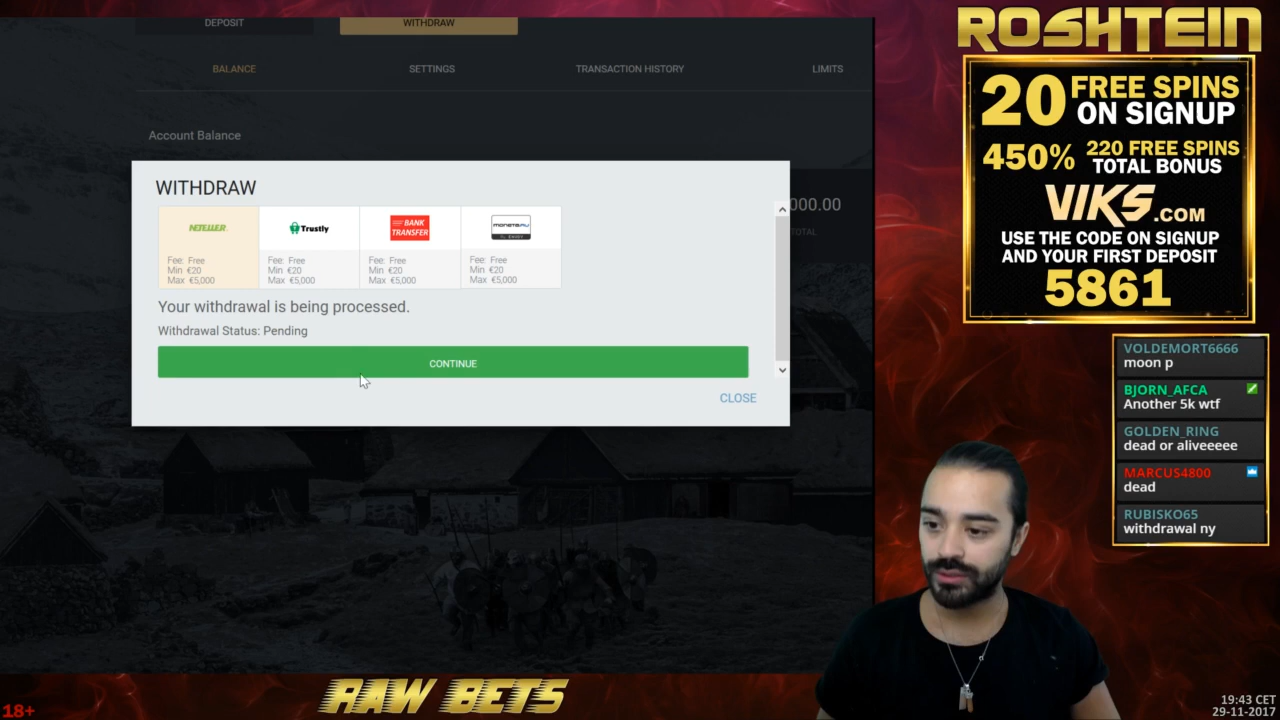 DEPOSIT
WITHDRAW
BALANCE
SETTINGS
TRANSACTION HISTORY
LIMITS
Account Balance
000.00
TOTAL
WITHDRAW
NETELLER
Trustly
BANK
TRANSFER
moneta.ru
Fee: Free
Min €20
Max €5,000
Fee: Free
Min €20
Max €5,000
Fee: Free
Min €20
Max €5,000
Fee: Free
Min €20
Max €5,000
Your withdrawal is being processed.
Withdrawal Status: Pending
CONTINUE
CLOSE
ROSHTEIN
20 FREE SPINS
ON SIGNUP
450% 220 FREE SPINS
TOTAL BONUS
VIKS.COM
USE THE CODE ON SIGNUP
AND YOUR FIRST DEPOSIT
5861
VOLDEMORT6666
moon p
BJORN_AFCA
Another 5k wtf
GOLDEN_RING
dead or aliveeeee
MARCUS4800
dead
RUBISKO65
withdrawal ny
18+
RAW BETS
19:43 CET
29-11-2017